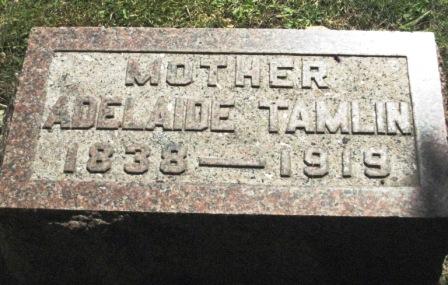 MOTHER
ADELAIDE TAMLIN
1838 — 1919